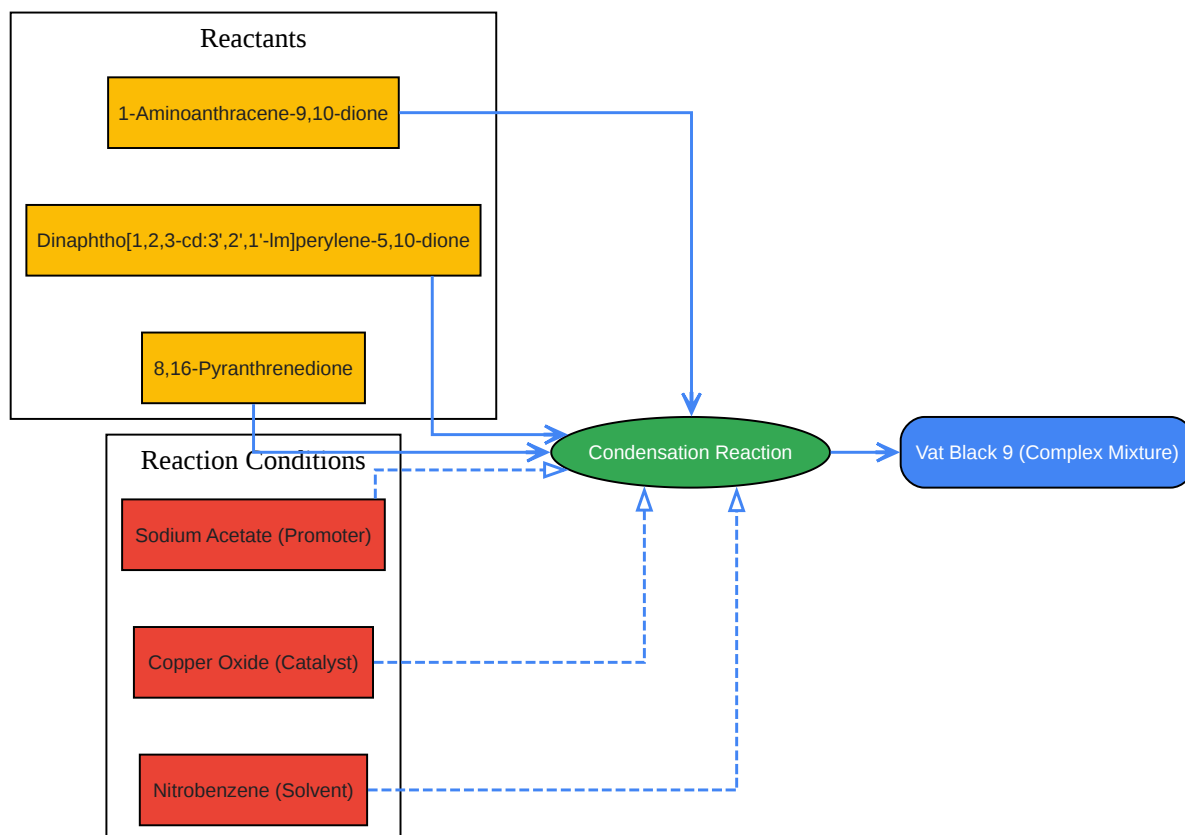 Reactants
1-Aminoanthracene-9,10-dione
Dinaphtho[1,2,3-cd:3',2',1'-lm]perylene-5,10-dione
8,16-Pyranthrenedione
Reaction Conditions
Sodium Acetate (Promoter)
Copper Oxide (Catalyst)
Nitrobenzene (Solvent)
Condensation Reaction
Vat Black 9 (Complex Mixture)